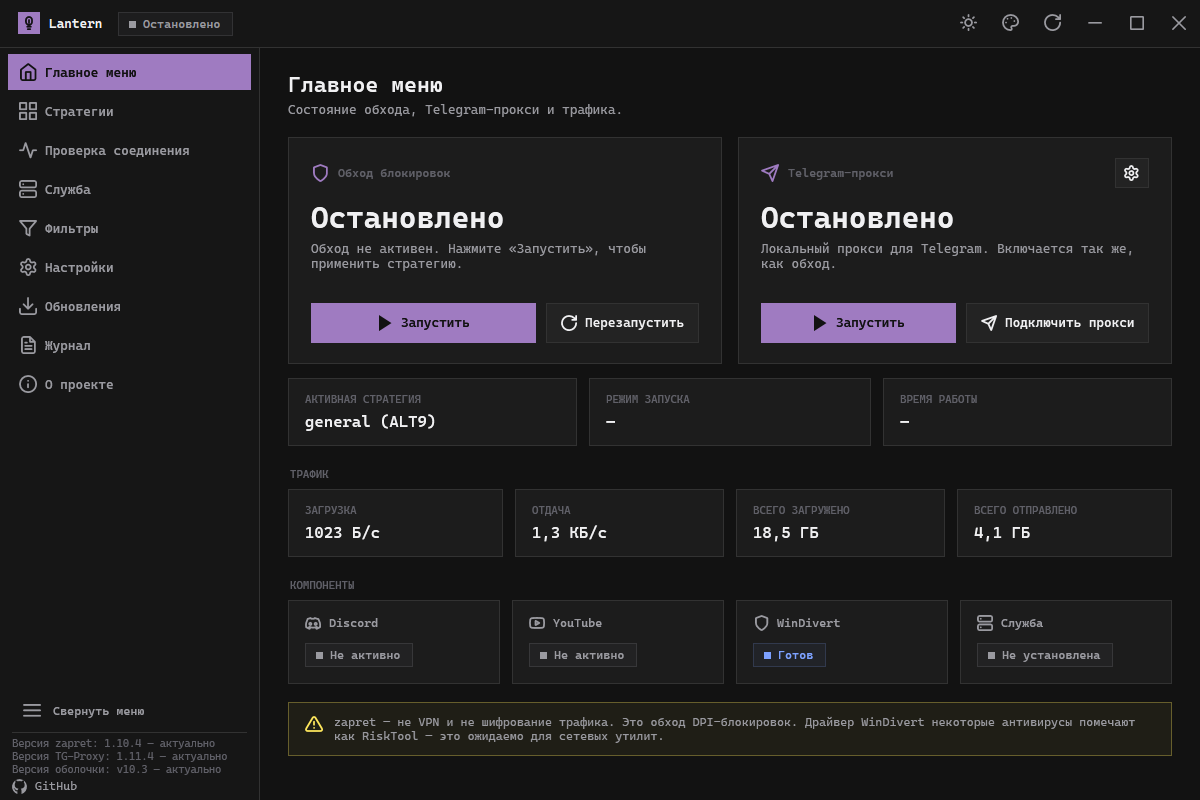 Lantern
Остановлено
Главное меню
Стратегии
Проверка соединения
Служба
Фильтры
Настройки
Обновления
Журнал
О проекте
Свернуть меню
Версия zapret: 1.10.4 — актуально
Версия TG-Proxy: 1.11.4 — актуально
Версия оболочки: v10.3 — актуально
GitHub
Главное меню
Состояние обхода, Telegram-прокси и трафика.
Обход блокировок
Остановлено
Обход не активен. Нажмите «Запустить», чтобы
применить стратегию.
Запустить
Перезапустить
Telegram-прокси
Остановлено
Локальный прокси для Telegram. Включается так же,
как обход.
Запустить
Подключить прокси
АКТИВНАЯ СТРАТЕГИЯ
general (ALT9)
РЕЖИМ ЗАПУСКА
—
ВРЕМЯ РАБОТЫ
—
ТРАФИК
ЗАГРУЗКА
1023 Б/с
ОТДАЧА
1,3 КБ/с
ВСЕГО ЗАГРУЖЕНО
18,5 ГБ
ВСЕГО ОТПРАВЛЕНО
4,1 ГБ
КОМПОНЕНТЫ
Discord
Не активно
YouTube
Не активно
WinDivert
Готов
Служба
Не установлена
zapret — не VPN и не шифрование трафика. Это обход DPI-блокировок. Драйвер WinDivert некоторые антивирусы помечают
как RiskTool — это ожидаемо для сетевых утилит.